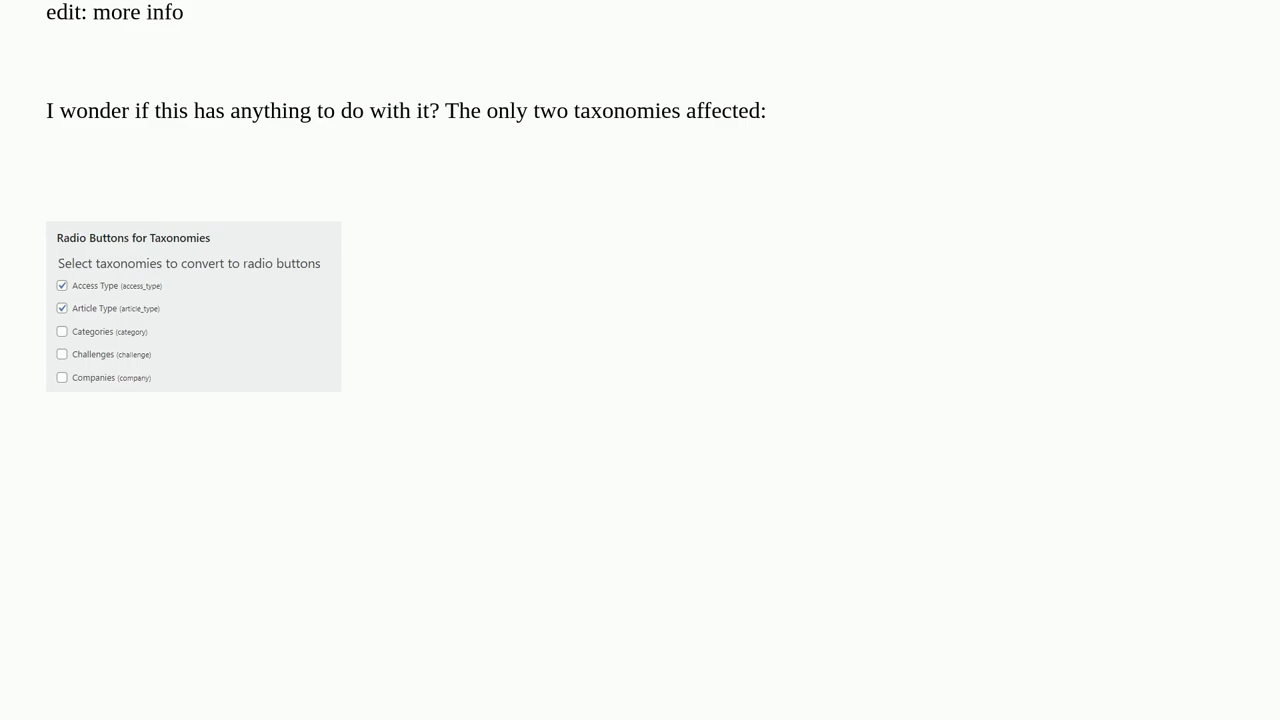 edit: more info
I wonder if this has anything to do with it? The only two taxonomies affected:
Radio Buttons for Taxonomies
Select taxonomies to convert to radio buttons
Access Type (access_type)
Article Type (article_type)
Categories (category)
Challenges (challenge)
Companies (company)